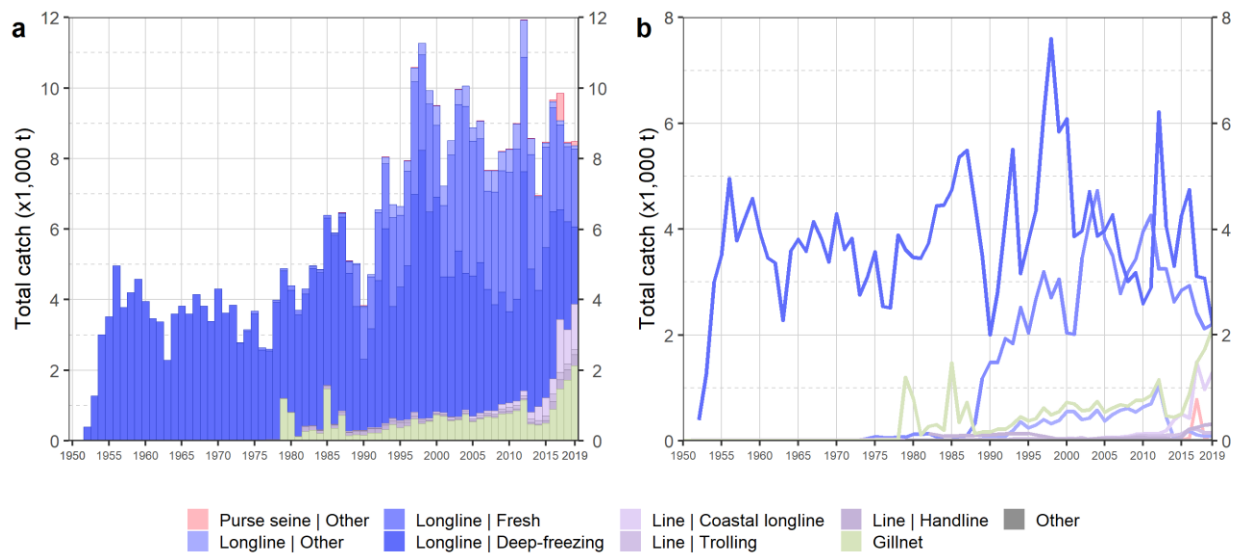 a
b
Total catch (x1,000 t)
12
10
8
6
4
2
0
12
10
8
6
4
2
0
1950 1955 1960 1965 1970 1975 1980 1985 1990 1995 2000 2005 2010 2015 2019
Total catch (x1,000 t)
8
6
4
2
0
8
6
4
2
0
1950 1955 1960 1965 1970 1975 1980 1985 1990 1995 2000 2005 2010 2015 2019
Purse seine | Other
Longline | Fresh
Line | Coastal longline
Line | Handline
Other
Longline | Other
Longline | Deep-freezing
Line | Trolling
Gillnet